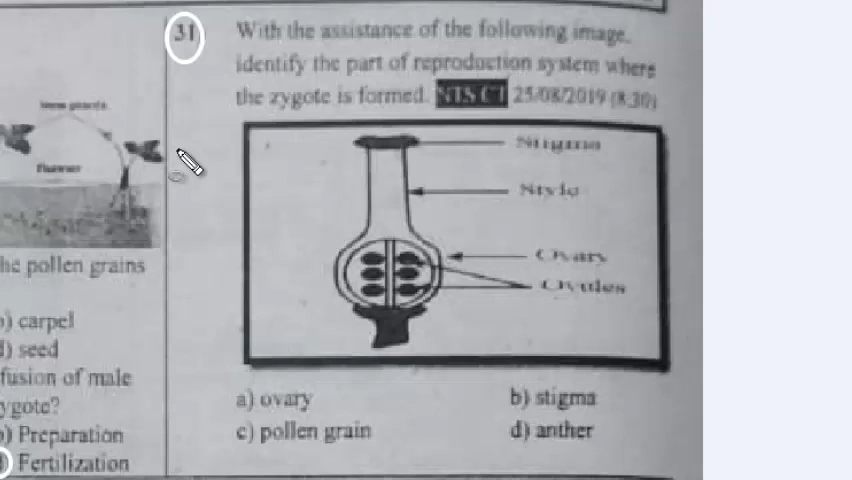 he pollen grains
b) carpel
d) seed
fusion of male
ygote?
b) Preparation
) Fertilization
31) With the assistance of the following image,
identify the part of reproduction system where
the zygote is formed. NTS CT 25/08/2019 (8:30)
Stigma
Style
Ovary
Ovules
a) ovary
b) stigma
c) pollen grain
d) anther